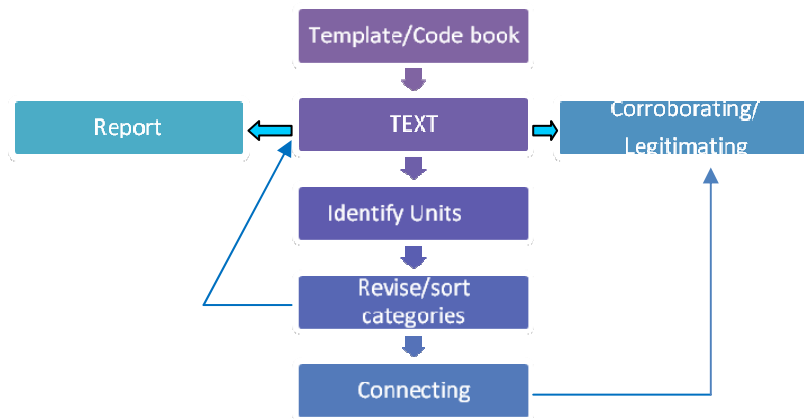 Template/Code book
Report
TEXT
Corroborating/
Legitimating
Identify Units
Revise/sort
categories
Connecting